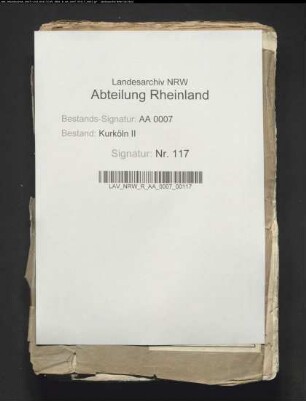 Landesarchiv NRW
Abteilung Rheinland
Bestands-Signatur: AA 0007
Bestand: Kurköln II
Signatur: Nr. 117
LAV_NRW_R_AA_0007_00117